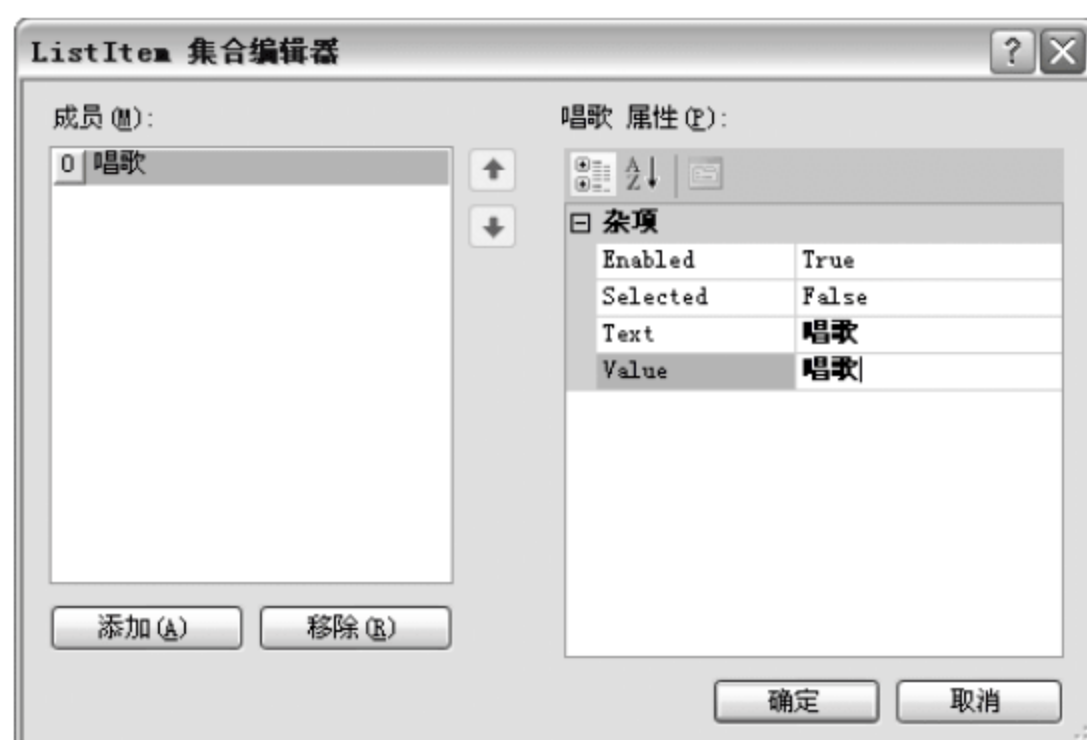 ListItem 集合编辑器
成员(M):
0 唱歌
添加(A) 移除(R)
唱歌 属性(P):
杂项
Enabled True
Selected False
Text 唱歌
Value 唱歌
确定 取消